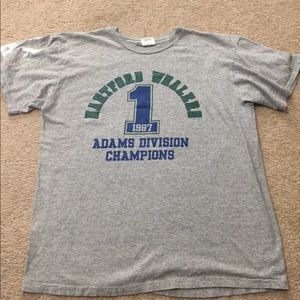 HARTFORD WHALERS
1
1987
ADAMS DIVISION
CHAMPIONS